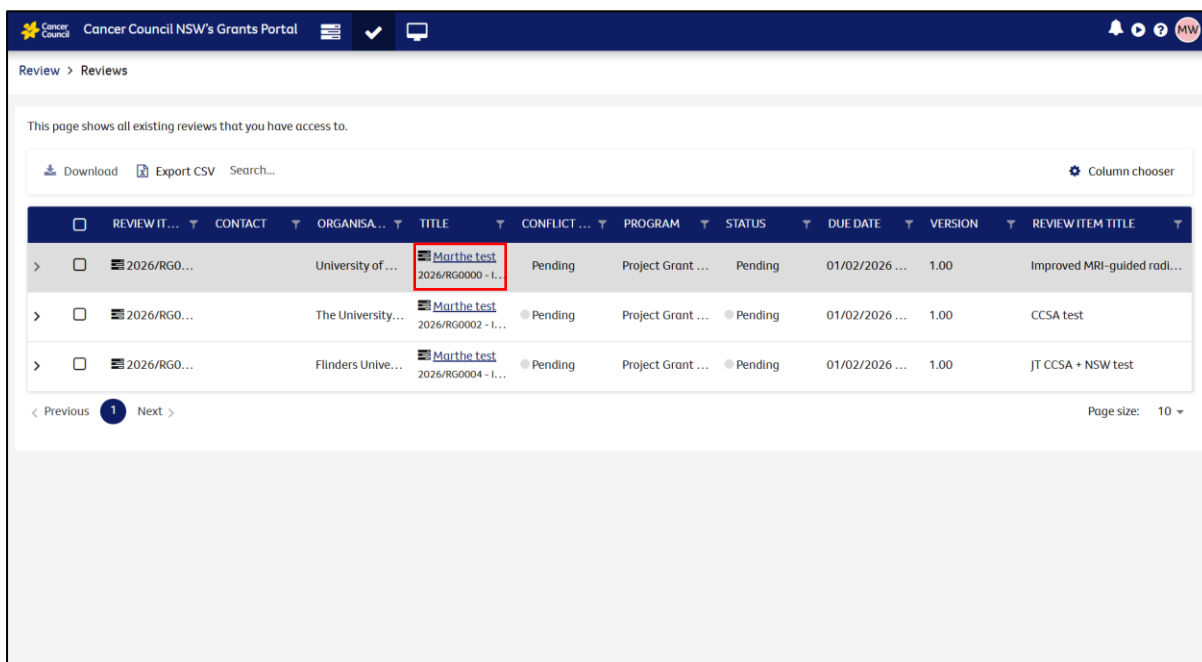 Cancer Council Cancer Council NSW's Grants Portal MW
Review > Reviews
This page shows all existing reviews that you have access to.
Download Export CSV Search... Column chooser
REVIEW IT... CONTACT ORGANISA... TITLE CONFLICT ... PROGRAM STATUS DUE DATE VERSION REVIEW ITEM TITLE
2026/RG0... University of ... Marthe test Pending Project Grant ... Pending 01/02/2026 ... 1.00 Improved MRI-guided radi...
2026/RG0000 - I...
2026/RG0... The University... Marthe test Pending Project Grant ... Pending 01/02/2026 ... 1.00 CCSA test
2026/RG0002 - I...
2026/RG0... Flinders Unive... Marthe test Pending Project Grant ... Pending 01/02/2026 ... 1.00 JT CCSA + NSW test
2026/RG0004 - I...
< Previous 1 Next > Page size: 10